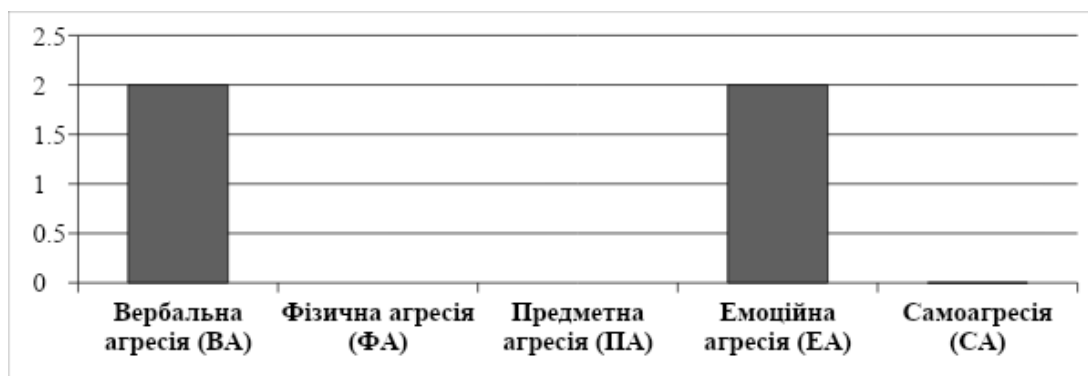 2.5
2
1.5
1
0.5
0
Вербальна агресія (ВА)
Фізична агресія (ФА)
Предметна агресія (ПА)
Емоційна агресія (ЕА)
Самоагресія (СА)